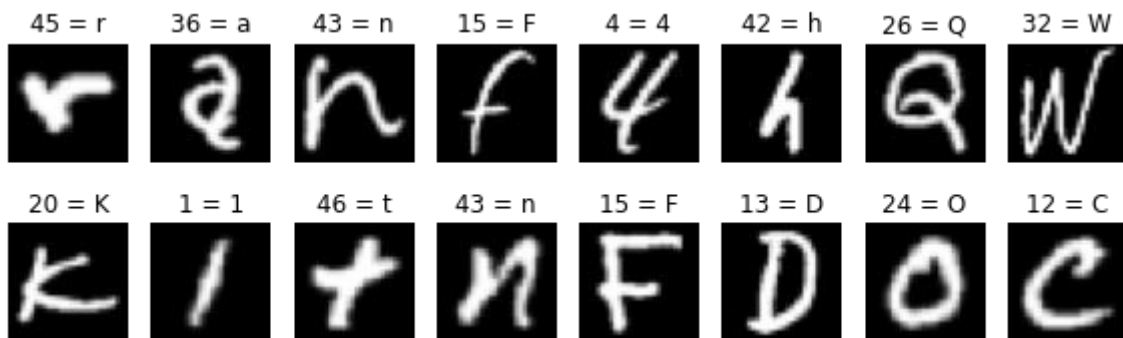 45 = r 36 = a 43 = n 15 = F 4 = 4 42 = h 26 = Q 32 = W
r a n f 4 h Q W
20 = K 1 = 1 46 = t 43 = n 15 = F 13 = D 24 = O 12 = C
K 1 t n F D O C